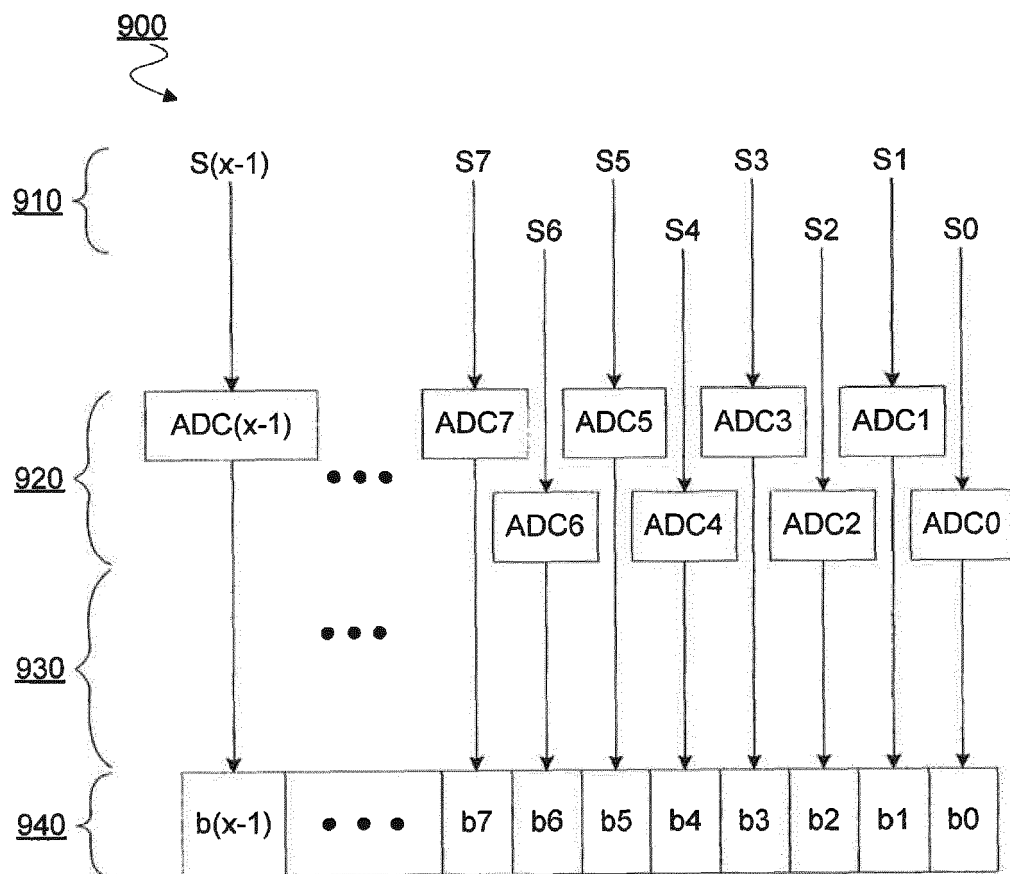 900
910
S(x-1) S7 S5 S3 S1
S6 S4 S2 S0
920
ADC(x-1) ADC7 ADC5 ADC3 ADC1
ADC6 ADC4 ADC2 ADC0
930
940
b(x-1) b7 b6 b5 b4 b3 b2 b1 b0